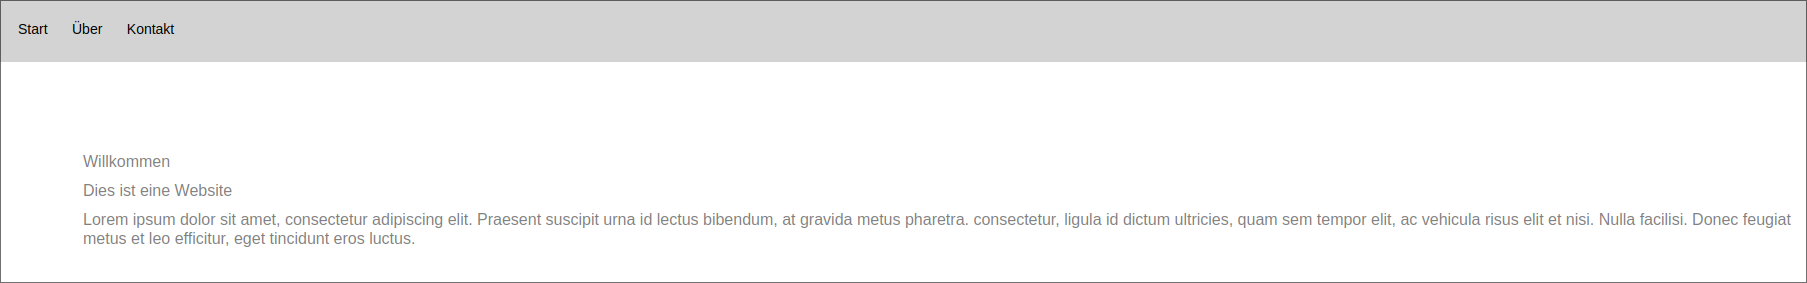 Start Über Kontakt
Willkommen
Dies ist eine Website
Lorem ipsum dolor sit amet, consectetur adipiscing elit. Praesent suscipit urna id lectus bibendum, at gravida metus pharetra. consectetur, ligula id dictum ultricies, quam sem tempor elit, ac vehicula risus elit et nisi. Nulla facilisi. Donec feugiat
metus et leo efficitur, eget tincidunt eros luctus.